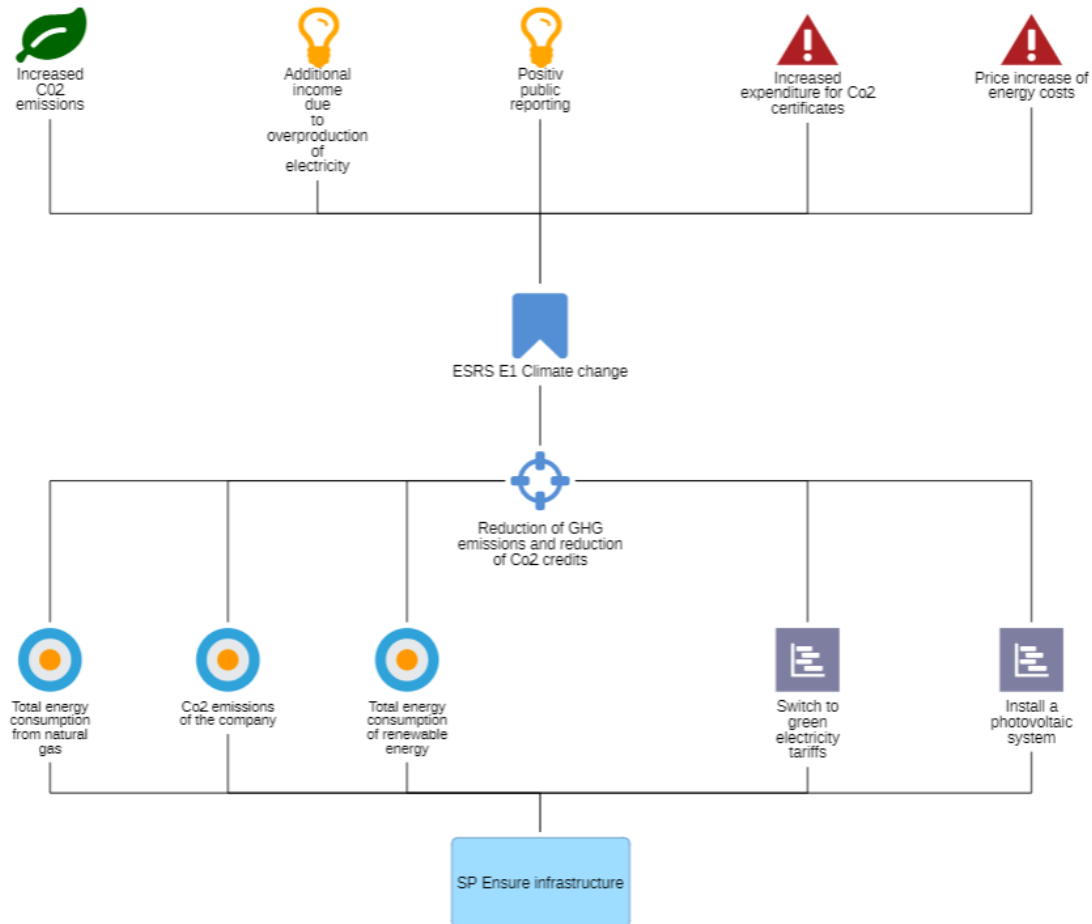 Increased
C02
emissions
Additional
income
due
to
overproduction
of
electricity
Positiv
public
reporting
Increased
expenditure for Co2
certificates
Price increase of
energy costs
ESRS E1 Climate change
Reduction of GHG
emissions and reduction
of Co2 credits
Total energy
consumption
from natural
gas
Co2 emissions
of the company
Total energy
consumption
of renewable
energy
Switch to
green
electricity
tariffs
Install a
photovoltaic
system
SP Ensure infrastructure